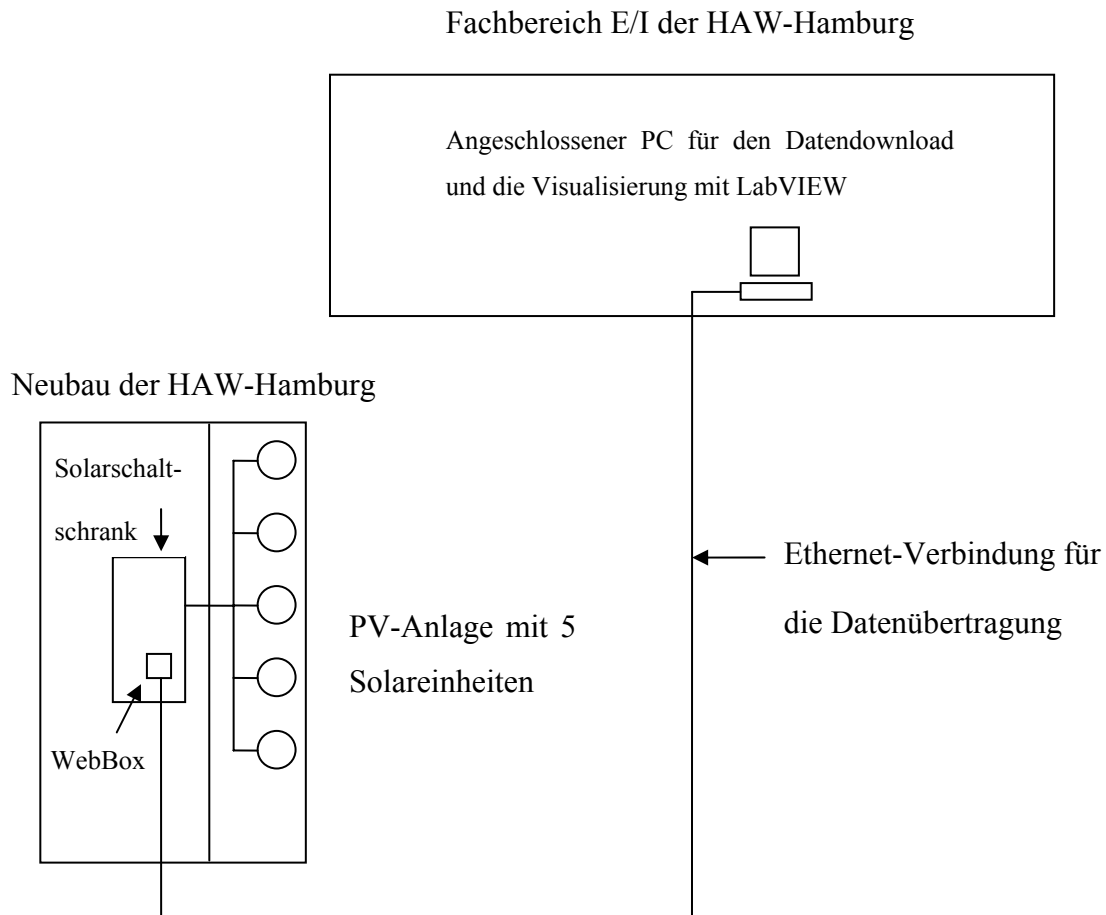 Fachbereich E/I der HAW-Hamburg
Angeschlossener PC für den Datendownload
und die Visualisierung mit LabVIEW
Neubau der HAW-Hamburg
Solarschalt-
schrank
WebBox
PV-Anlage mit 5
Solareinheiten
Ethernet-Verbindung für
die Datenübertragung